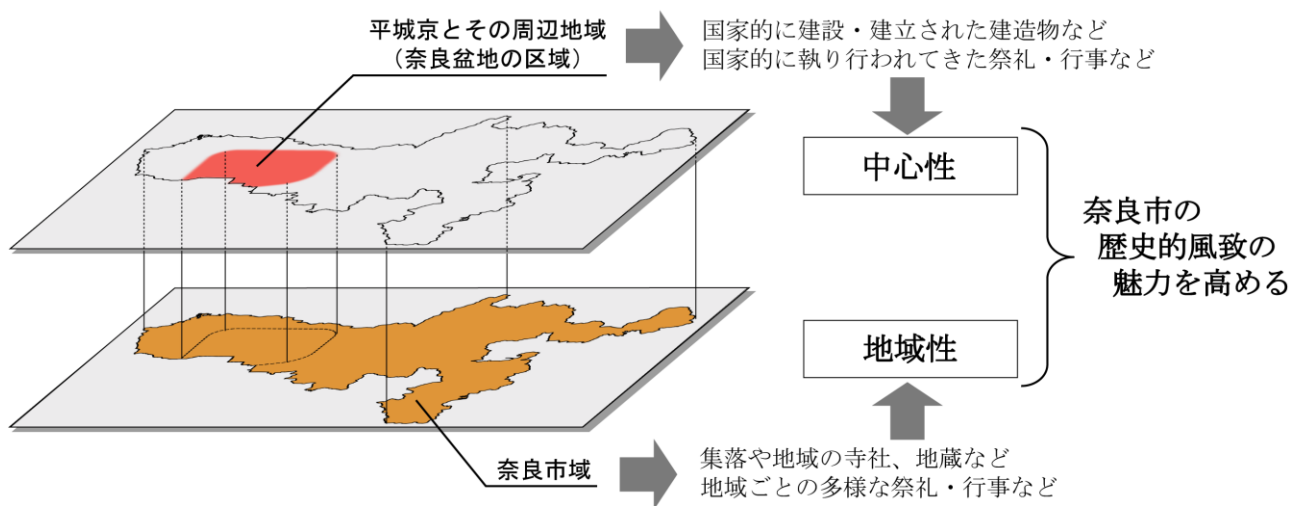 平城京とその周辺地域
（奈良盆地の区域）
国家的に建設・建立された建造物など
国家的に執り行われてきた祭礼・行事など
中心性
奈良市の
歴史的風致の
魅力を高める
地域性
奈良市域
集落や地域の寺社、地蔵など
地域ごとの多様な祭礼・行事など